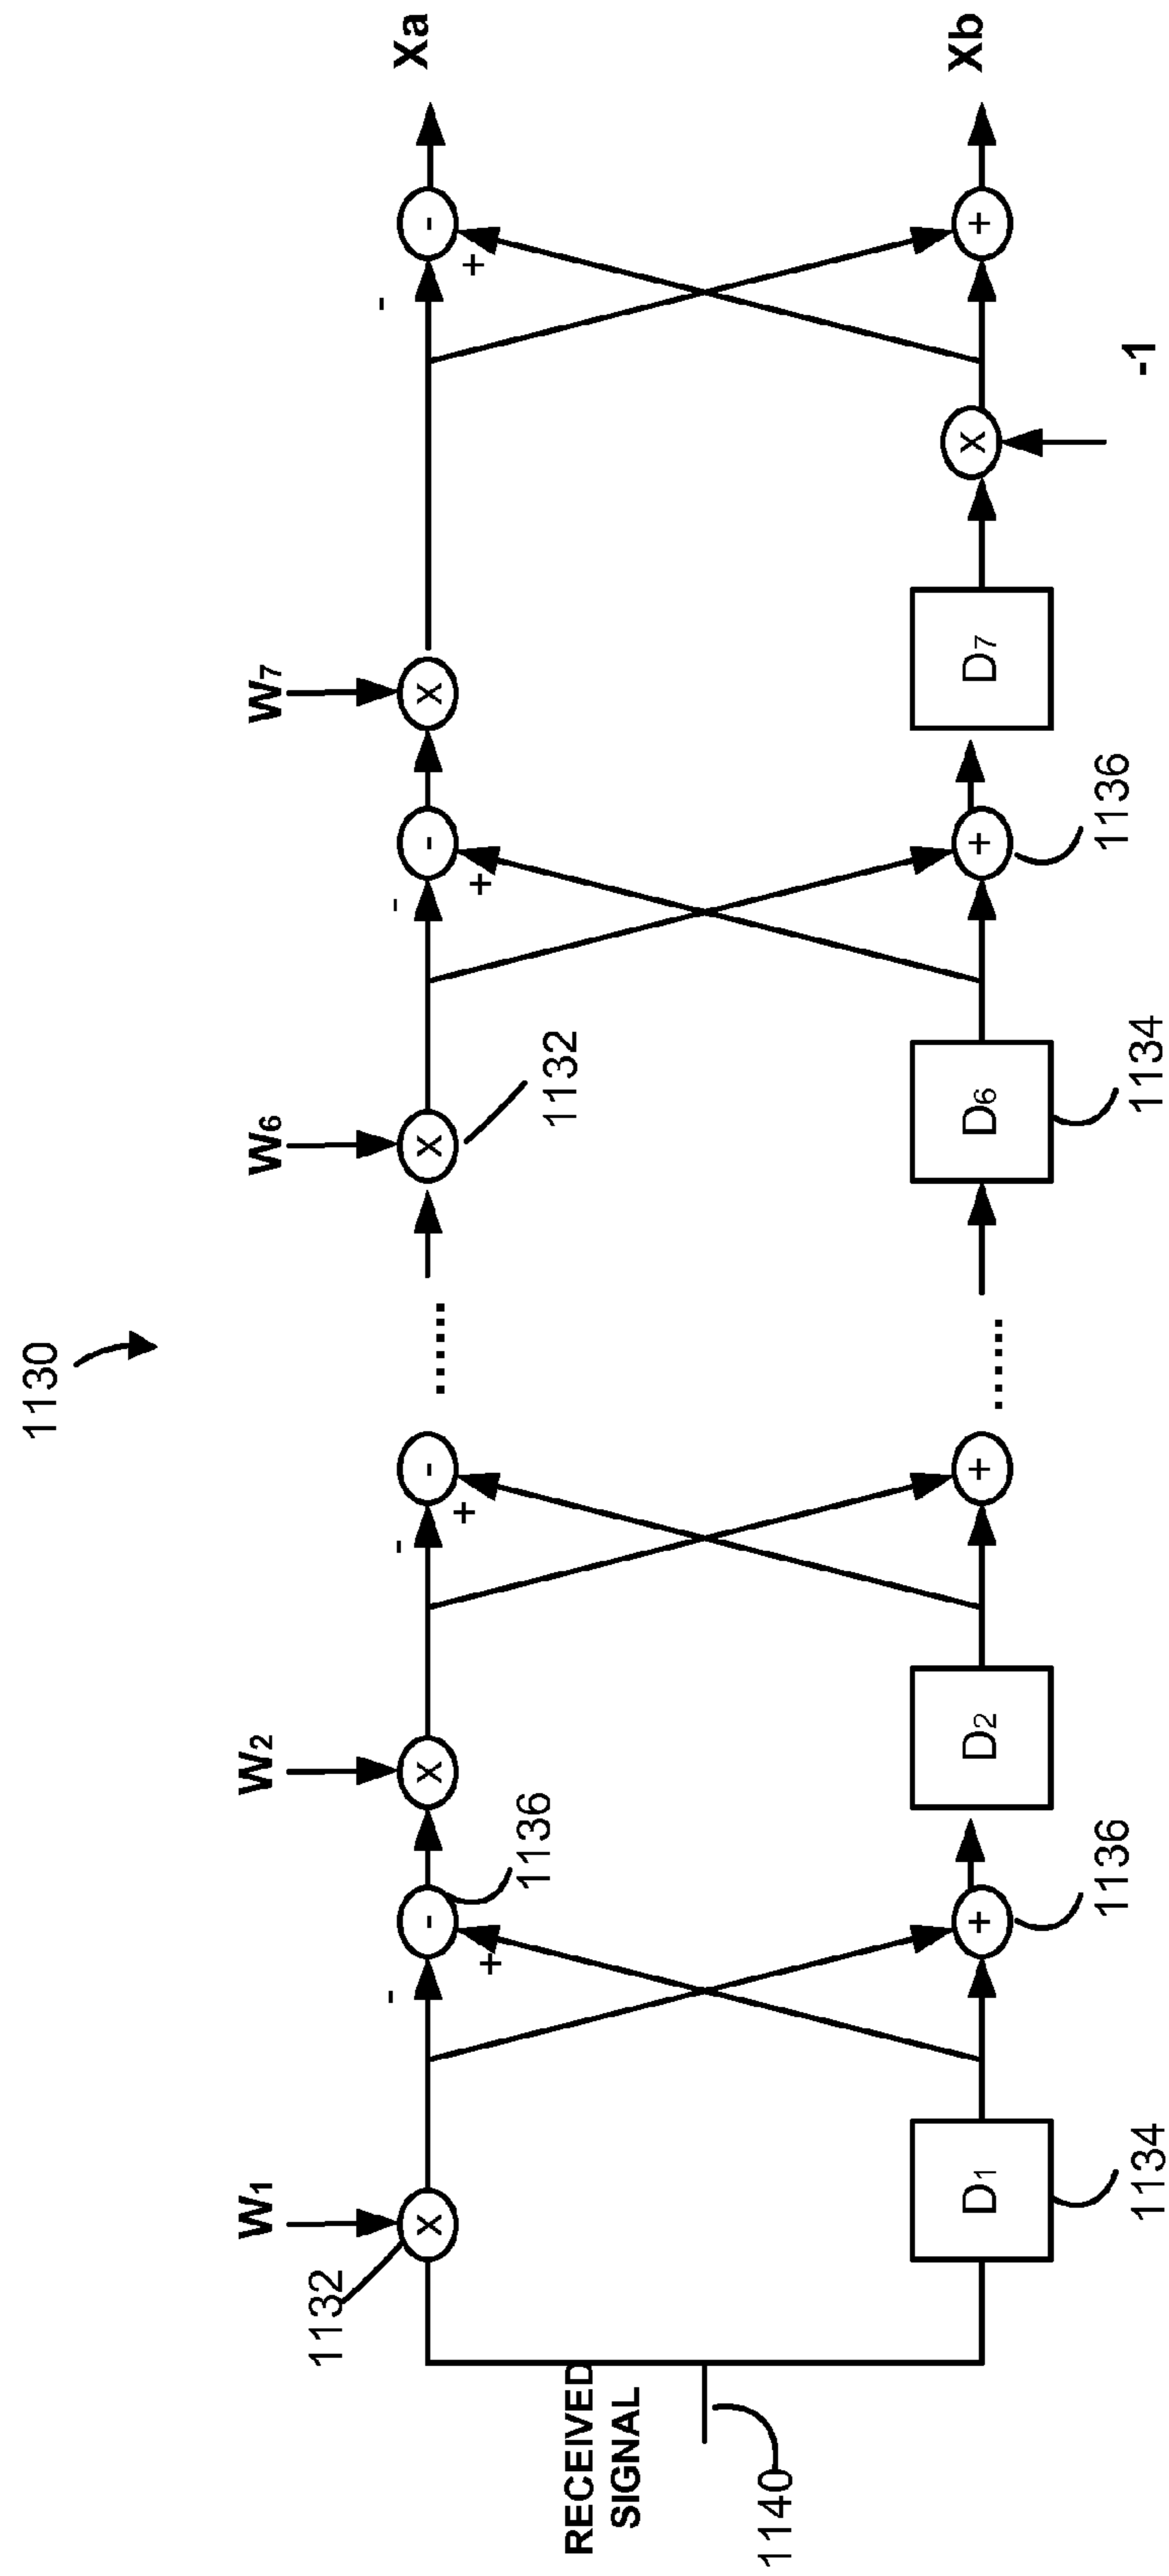 1130
W1
W2
W6
W7
1132
X
-
+
-
1136
X
-
+
-
......
X
1132
-
+
-
X
-
+
-
Xa
RECEIVED
SIGNAL
1140
D1
1134
+
1136
D2
+
......
D6
1134
+
1136
D7
X
-1
+
Xb